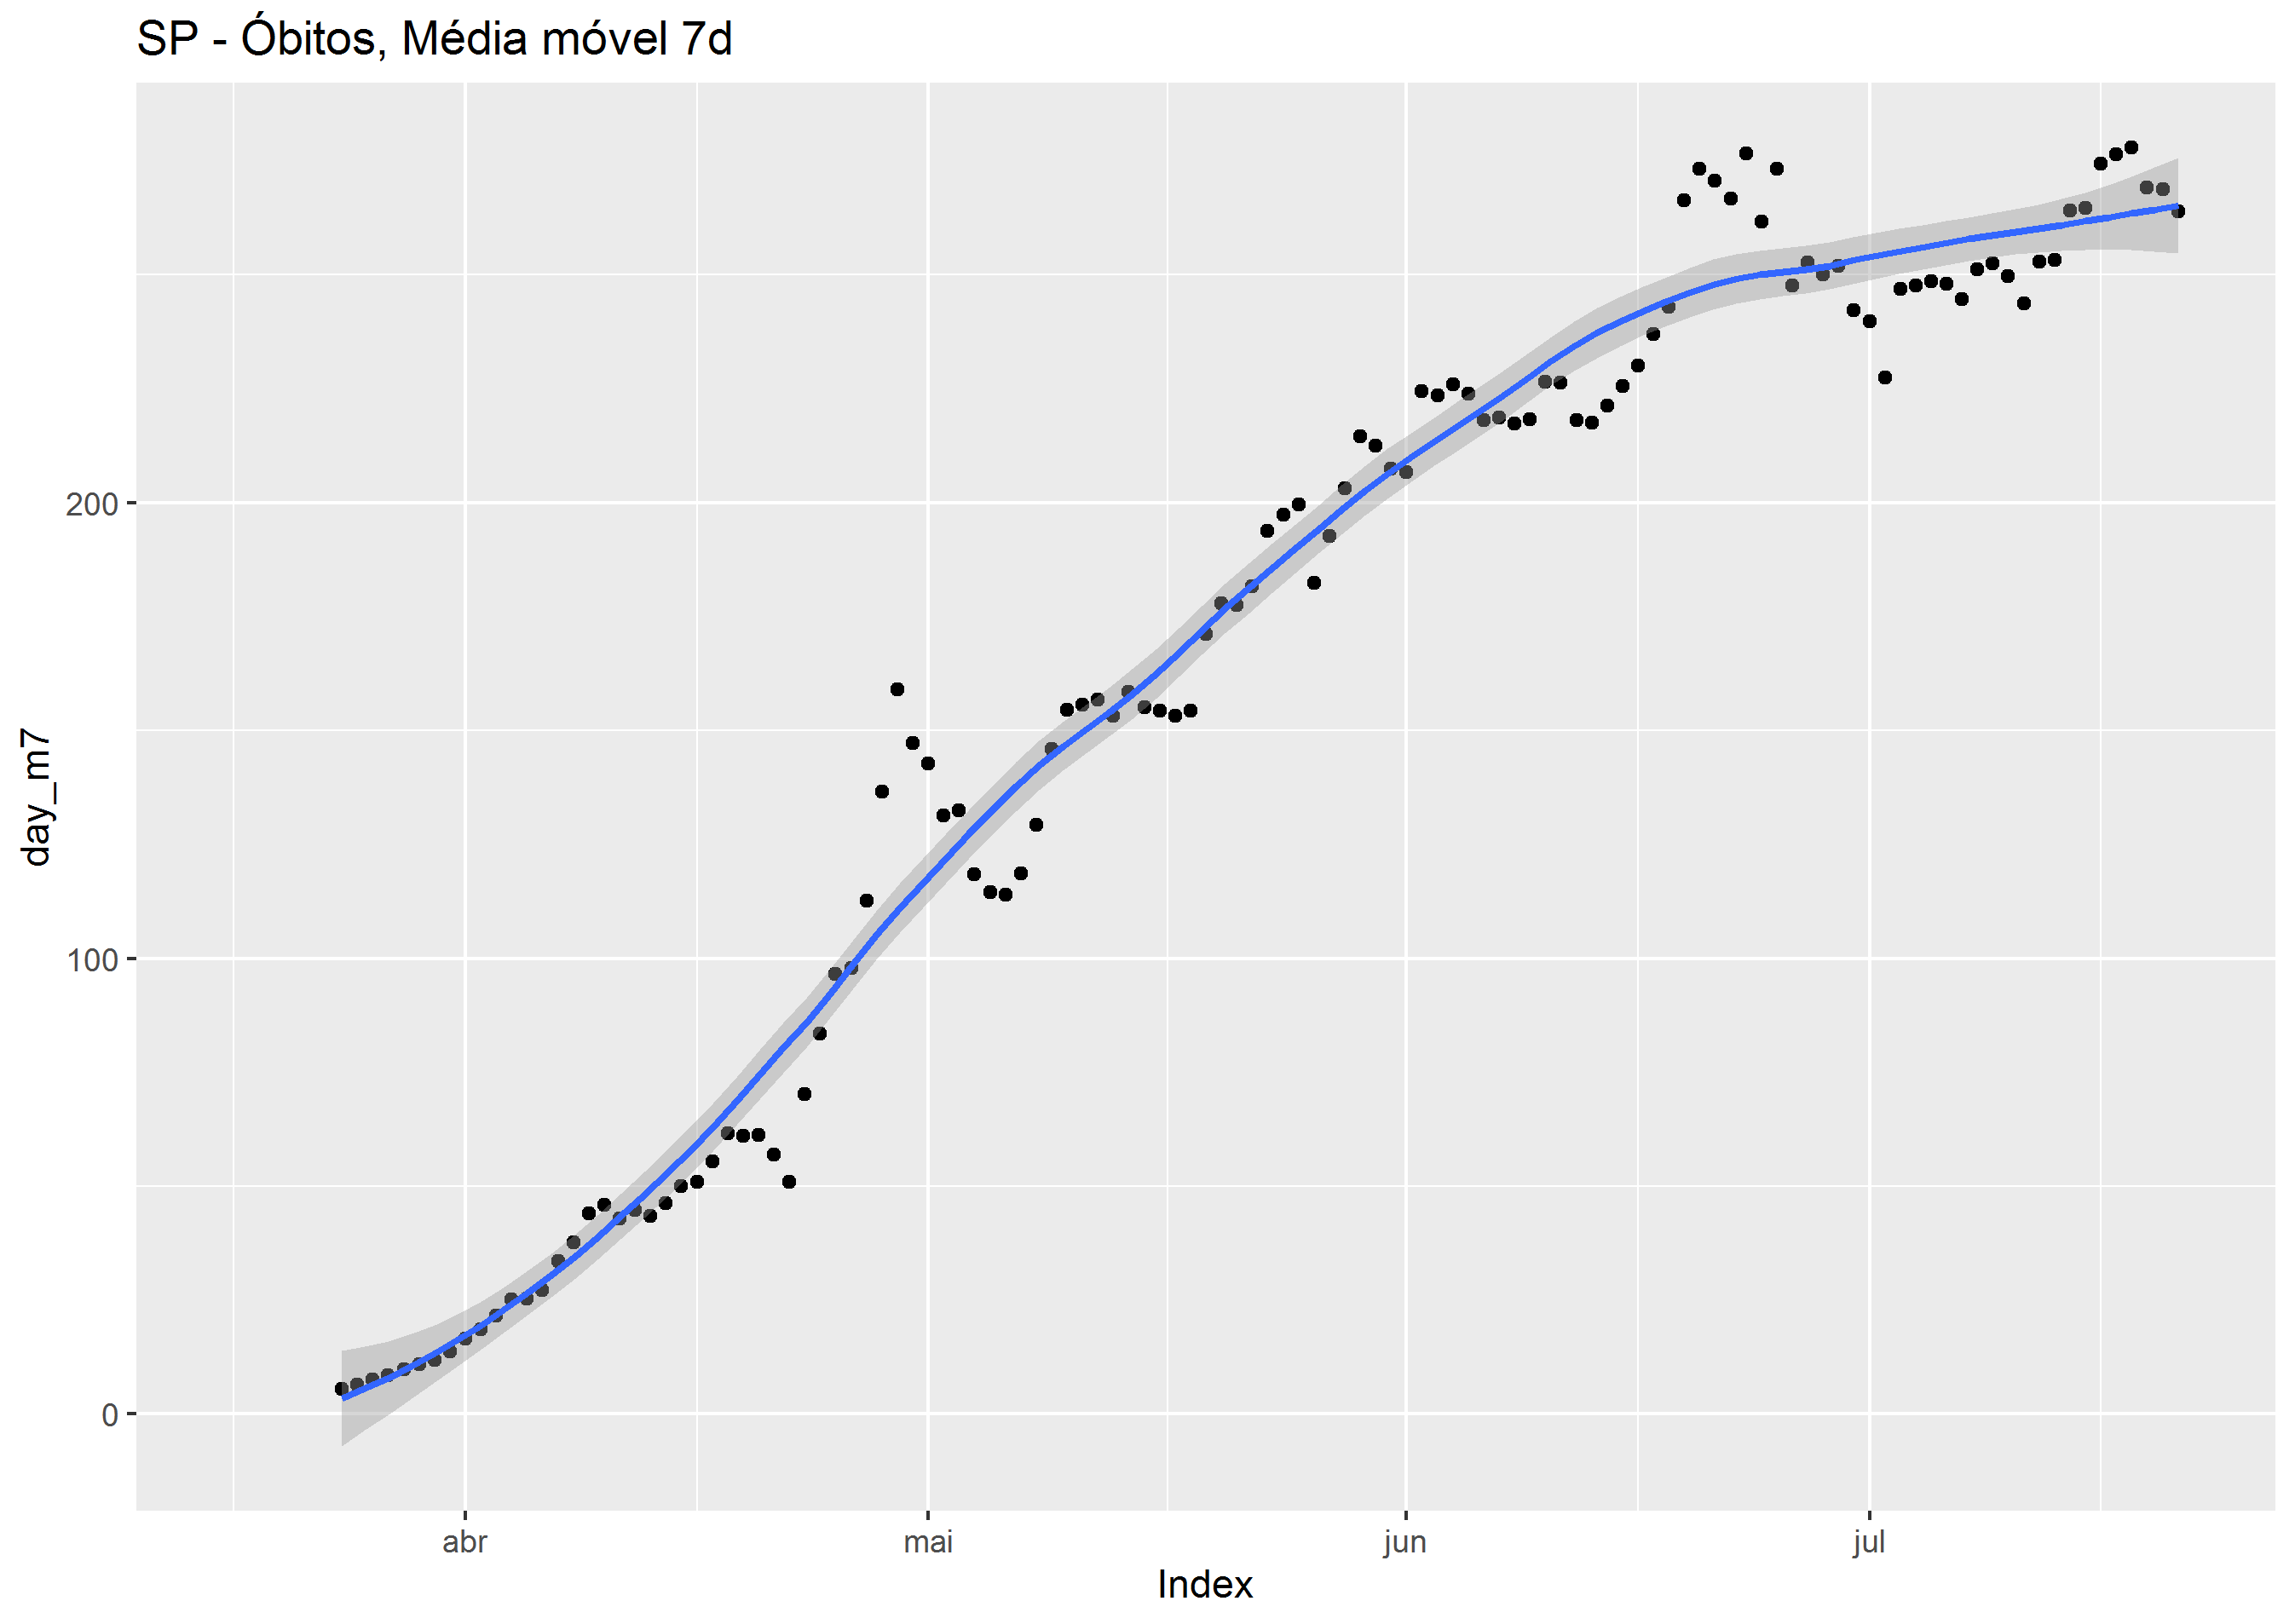 SP - Óbitos, Média móvel 7d
day_m7
200
100
0
abr
mai
jun
jul
Index